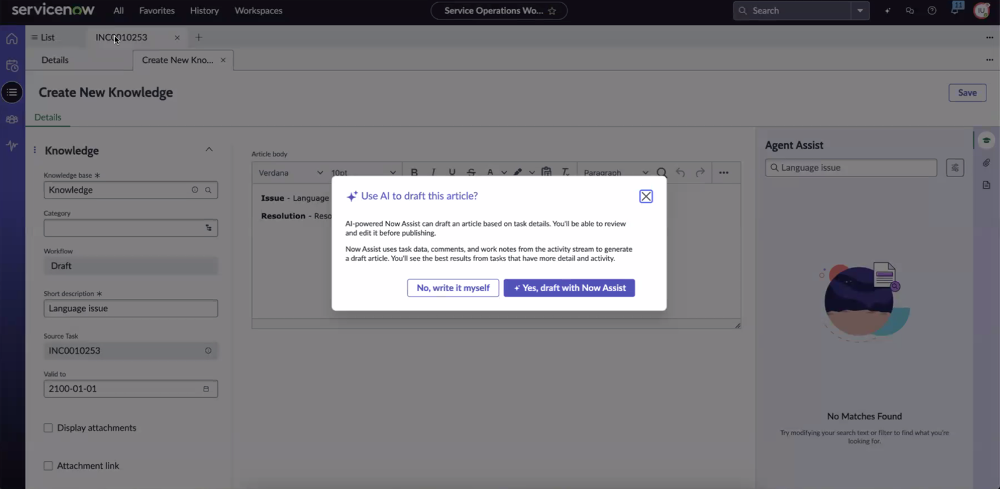 servicenow
All
Favorites
History
Workspaces
Service Operations Wo...
Search
11
IU
List
INC0010253
Details
Create New Kno...
Create New Knowledge
Save
Details
Knowledge
Knowledge base *
Knowledge
Category
Workflow
Draft
Short description *
Language issue
Source Task
INC0010253
Valid to
2100-01-01
Display attachments
Attachment link
Article body
Verdana
10pt
B I U S A
Paragraph
Issue - Language
Resolution - Reso
Use AI to draft this article?
AI-powered Now Assist can draft an article based on task details. You'll be able to review
and edit it before publishing.
Now Assist uses task data, comments, and work notes from the activity stream to generate
a draft article. You'll see the best results from tasks that have more detail and activity.
No, write it myself
Yes, draft with Now Assist
Agent Assist
Language issue
No Matches Found
Try modifying your search text or filter to find what you're
looking for.